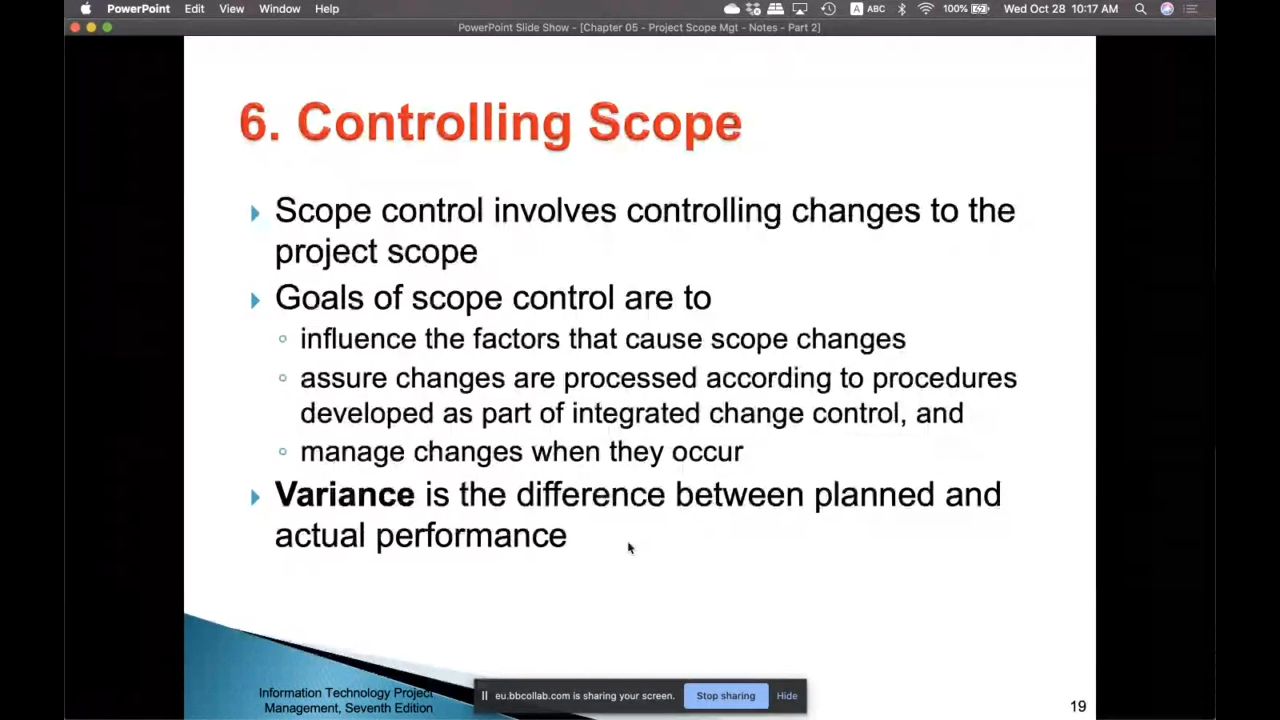 PowerPoint Edit View Window Help 100% A ABC Wed Oct 28 10:17 AM
PowerPoint Slide Show - [Chapter 05 - Project Scope Mgt - Notes - Part 2]
6. Controlling Scope
Scope control involves controlling changes to the
project scope
Goals of scope control are to
influence the factors that cause scope changes
assure changes are processed according to procedures
developed as part of integrated change control, and
manage changes when they occur
Variance is the difference between planned and
actual performance
Information Technology Project
Management, Seventh Edition
eu.bbcollab.com is sharing your screen. Stop sharing Hide
19